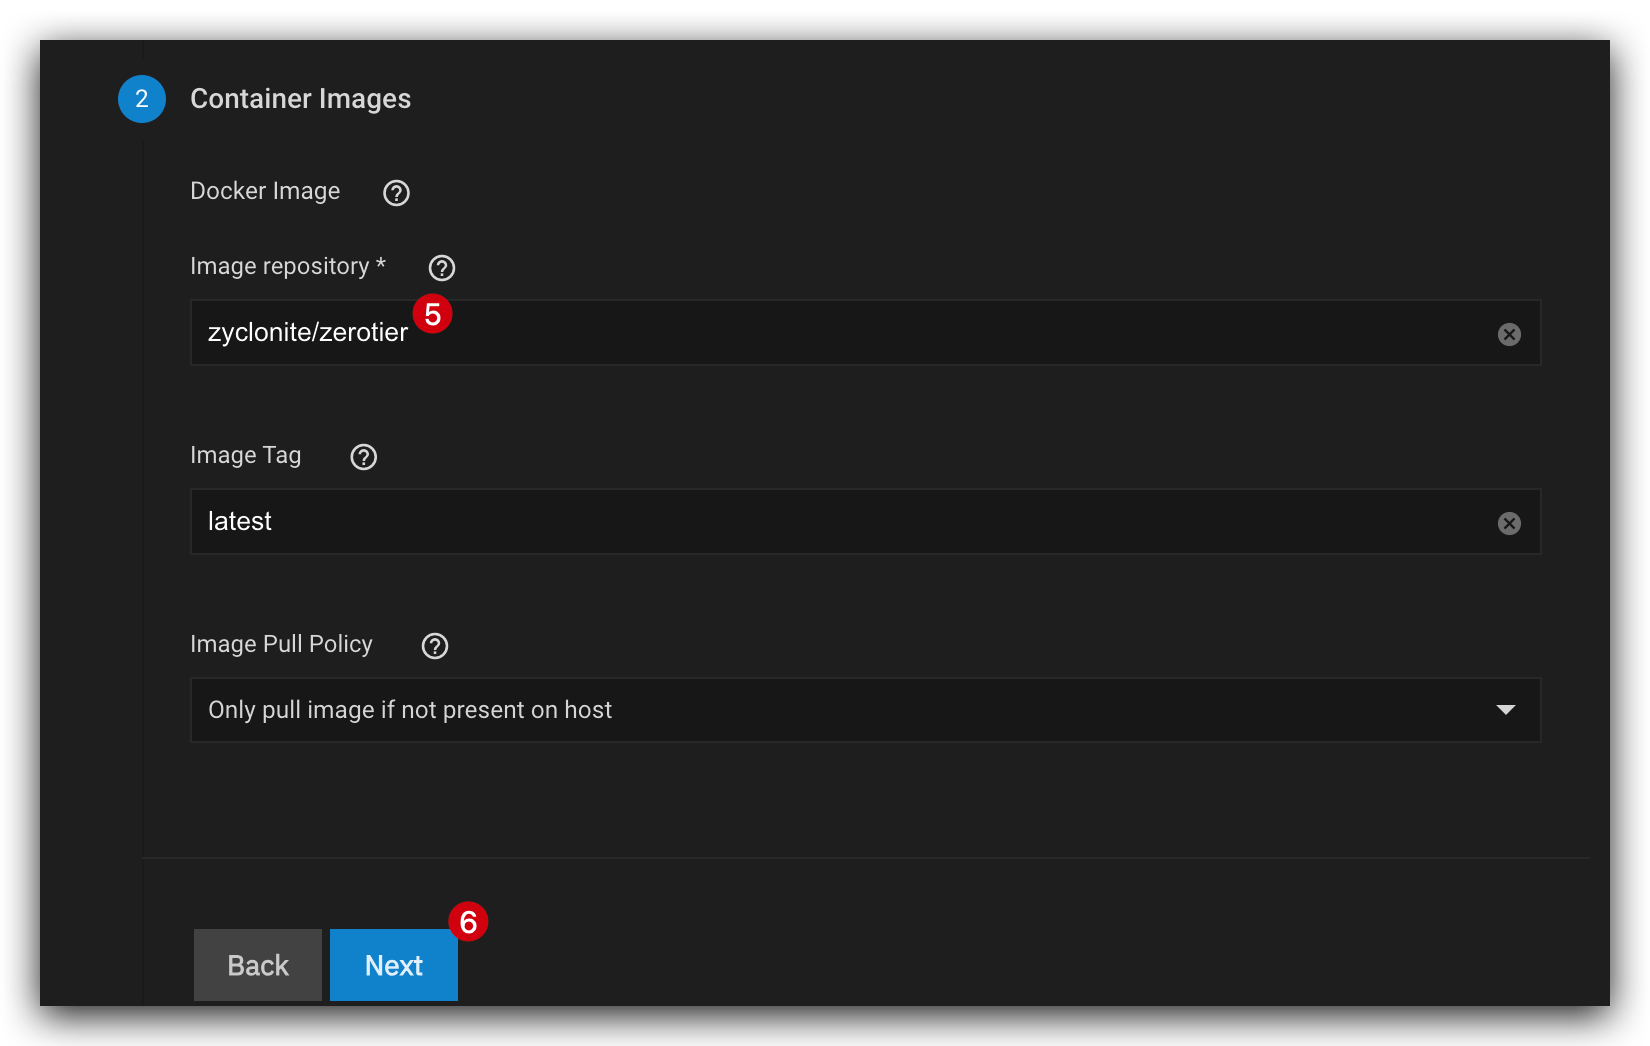 2 Container Images
Docker Image ?
Image repository * ?
5
zyclonite/zerotier
Image Tag ?
latest
Image Pull Policy ?
Only pull image if not present on host
6
Back Next